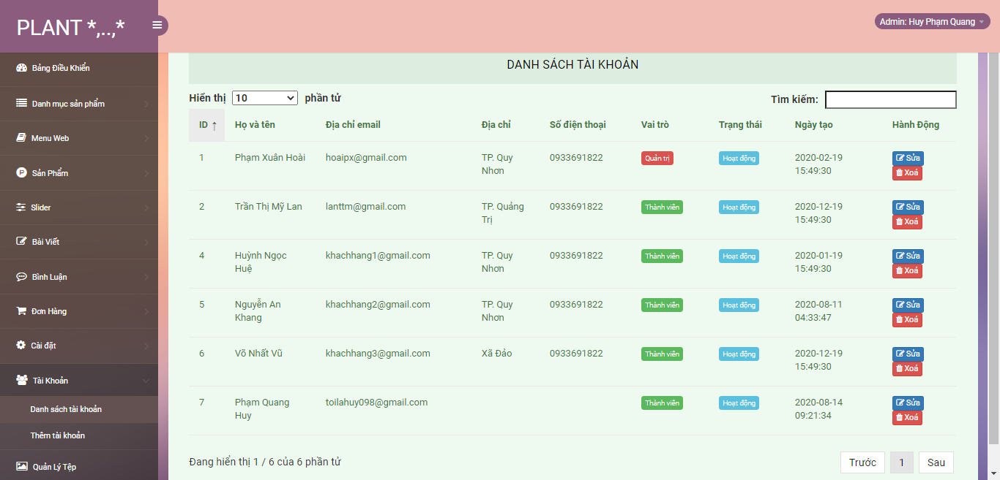 PLANT *,..,*
Admin: Huy Phạm Quang
Bảng Điều Khiển
Danh mục sản phẩm
Menu Web
Sản Phẩm
Slider
Bài Viết
Bình Luận
Đơn Hàng
Cài đặt
Tài Khoản
Danh sách tài khoản
Thêm tài khoản
Quản Lý Tệp
DANH SÁCH TÀI KHOẢN
Hiển thị 10 phần tử
Tìm kiếm:
ID ↑ Họ và tên Địa chỉ email Địa chỉ Số điện thoại Vai trò Trạng thái Ngày tạo Hành Động
1 Phạm Xuân Hoài hoaipx@gmail.com TP. Quy 0933691822 Quản trị Hoạt động 2020-02-19 Sửa
Nhơn 15:49:30 Xoá
2 Trần Thị Mỹ Lan lanttm@gmail.com TP. Quảng 0933691822 Thành viên Hoạt động 2020-12-19 Sửa
Trị 15:49:30 Xoá
4 Huỳnh Ngọc khachhang1@gmail.com TP. Quy 0933691822 Thành viên Hoạt động 2020-01-19 Sửa
Huệ Nhơn 15:49:30 Xoá
5 Nguyễn An khachhang2@gmail.com TP. Quy 0933691822 Thành viên Hoạt động 2020-08-11 Sửa
Khang Nhơn 04:33:47 Xoá
6 Võ Nhất Vũ khachhang3@gmail.com Xã Đảo 0933691822 Thành viên Hoạt động 2020-12-19 Sửa
15:49:30 Xoá
7 Phạm Quang toilahuy098@gmail.com Thành viên Hoạt động 2020-08-14 Sửa
Huy 09:21:34 Xoá
Đang hiển thị 1 / 6 của 6 phần tử
Trước 1 Sau